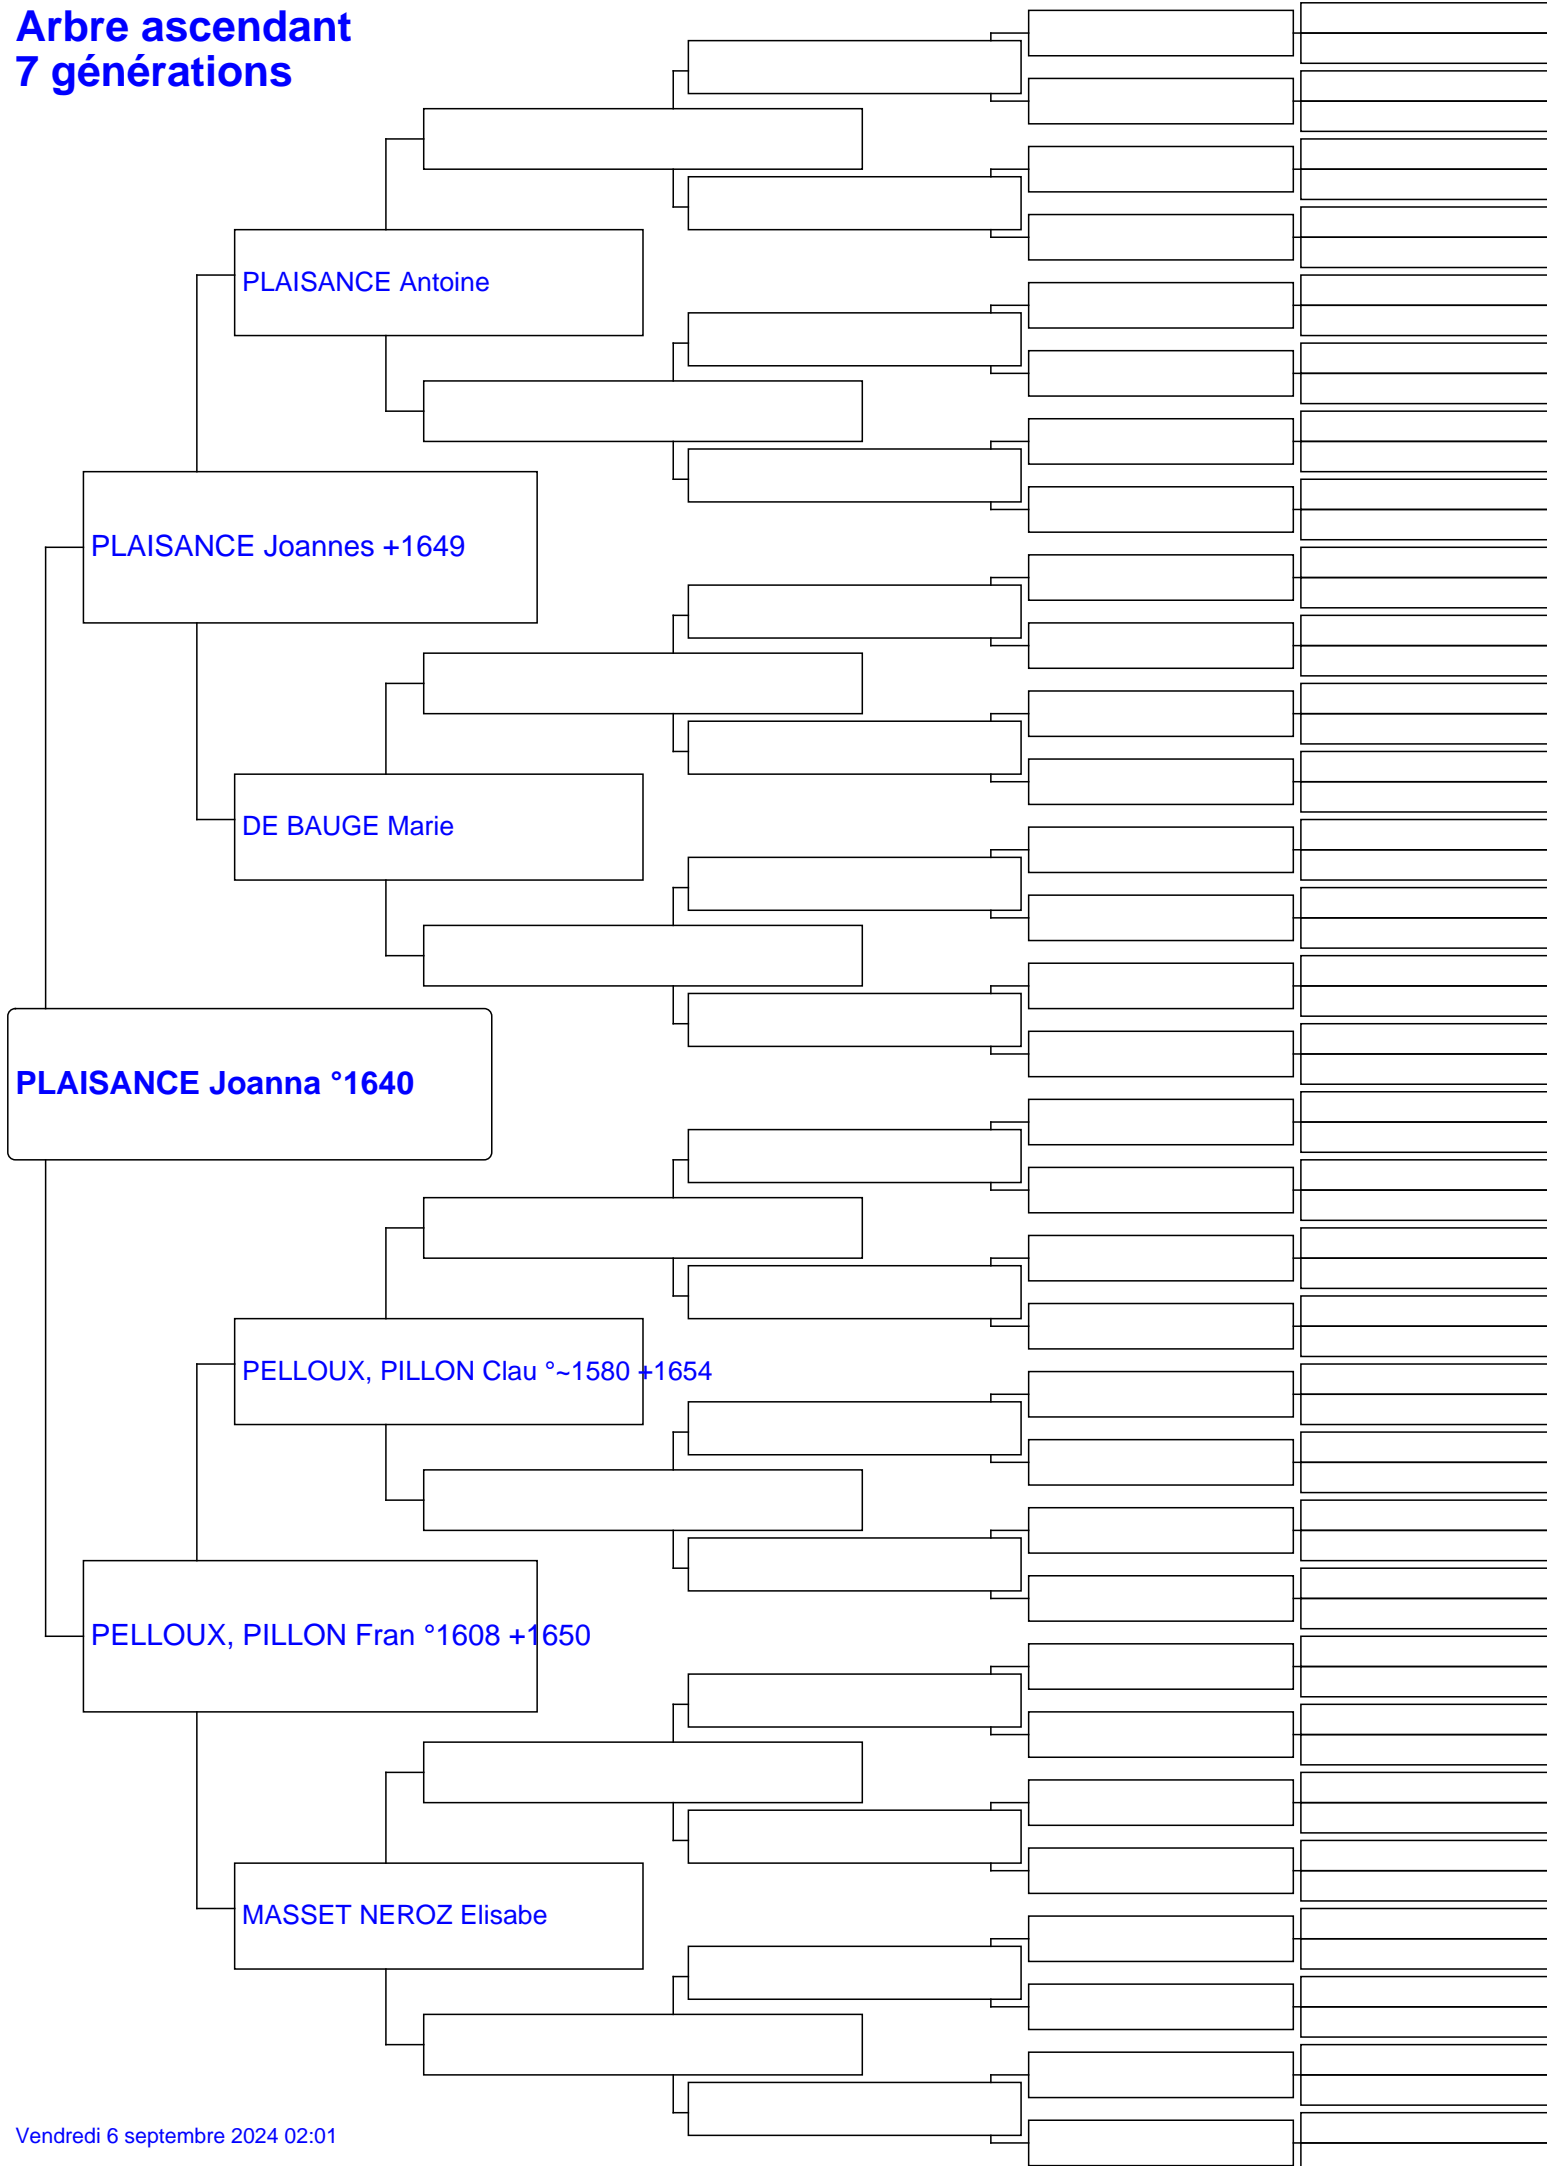 Arbre ascendant
7 générations
PLAISANCE Antoine
PLAISANCE Joannes +1649
DE BAUGE Marie
PLAISANCE Joanna °1640
PELLOUX, PILLON Clau °~1580 +1654
PELLOUX, PILLON Fran °1608 +1650
MASSET NEROZ Elisabe
Vendredi 6 septembre 2024 02:01